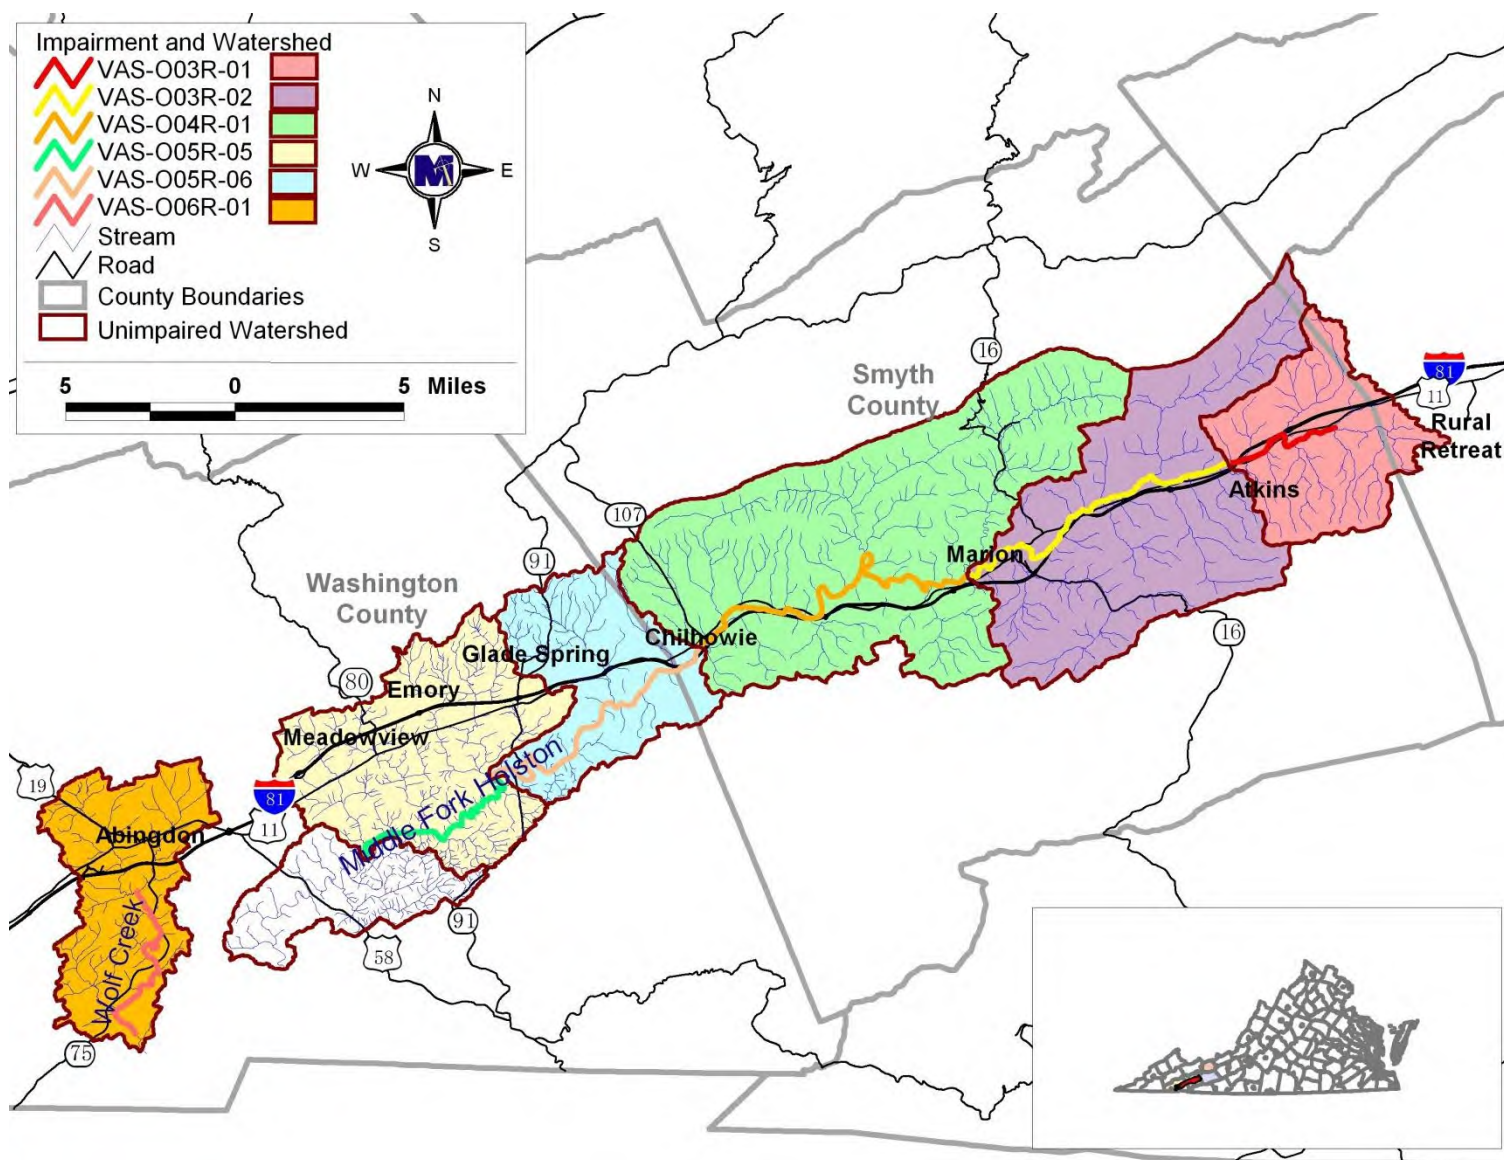 Impairment and Watershed
VAS-O03R-01
VAS-O03R-02
VAS-O04R-01
VAS-O05R-05
VAS-O05R-06
VAS-O06R-01
Stream
Road
County Boundaries
Unimpaired Watershed
N
W
M
E
S
5 0 5 Miles
16
Smyth
County
81
11
Rural
Retreat
Atkins
107
Marion
91
Washington
County
Chilhowie
Glade Spring
16
80
Emory
Meadowview
Middle Fork Holston
19
81
11
Abingdon
91
58
Wolf Creek
75